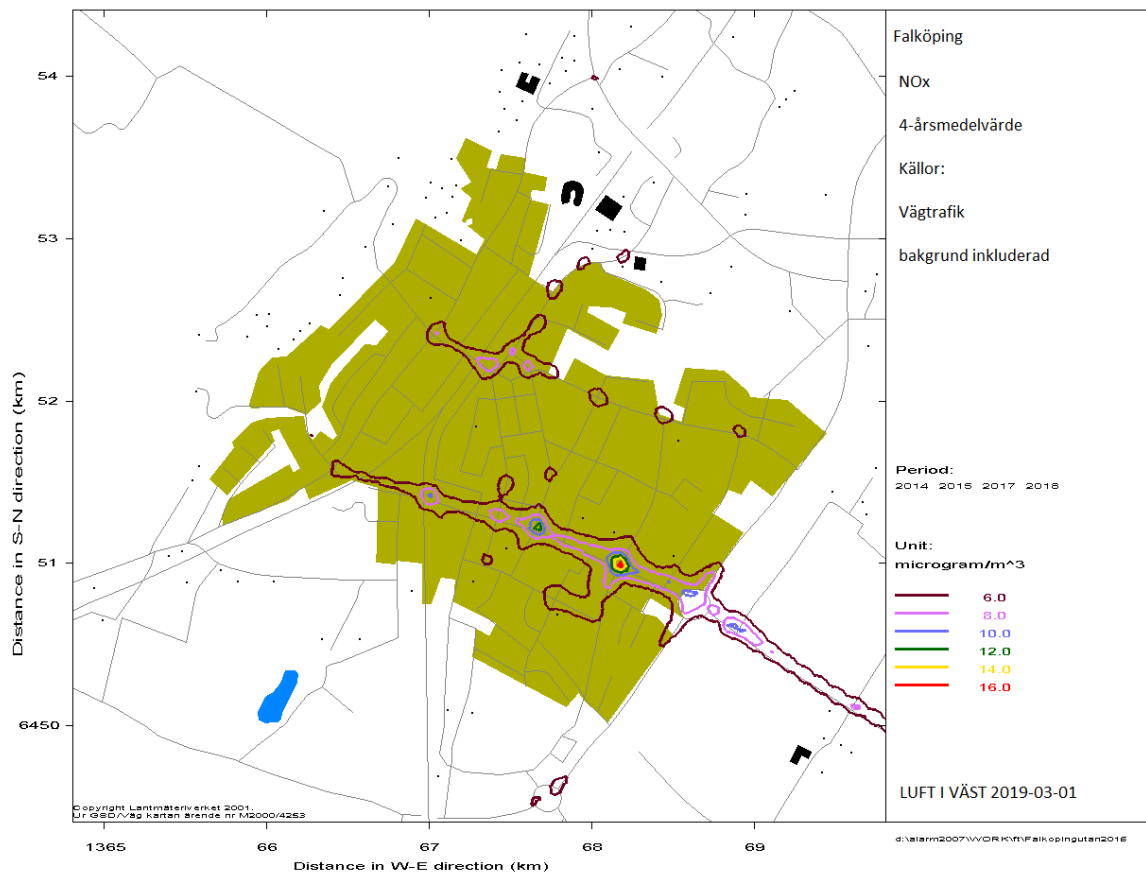 Falköping
NOx
4-årsmedelvärde
Källor:
Vägtrafik
bakgrund inkluderad
Period:
2014 2015 2017 2018
Unit:
microgram/m^3
6.0
8.0
10.0
12.0
14.0
16.0
LUFT I VÄST 2019-03-01
d:\alarm2007\WORK\ft\Falkopingutan2016
Distance in S-N direction (km)
54
53
52
51
6450
Copyright Lantmäteriverket 2001.
Ur GSD/Väg kartan ärende nr M2000/4253
1365 66 67 68 69
Distance in W-E direction (km)